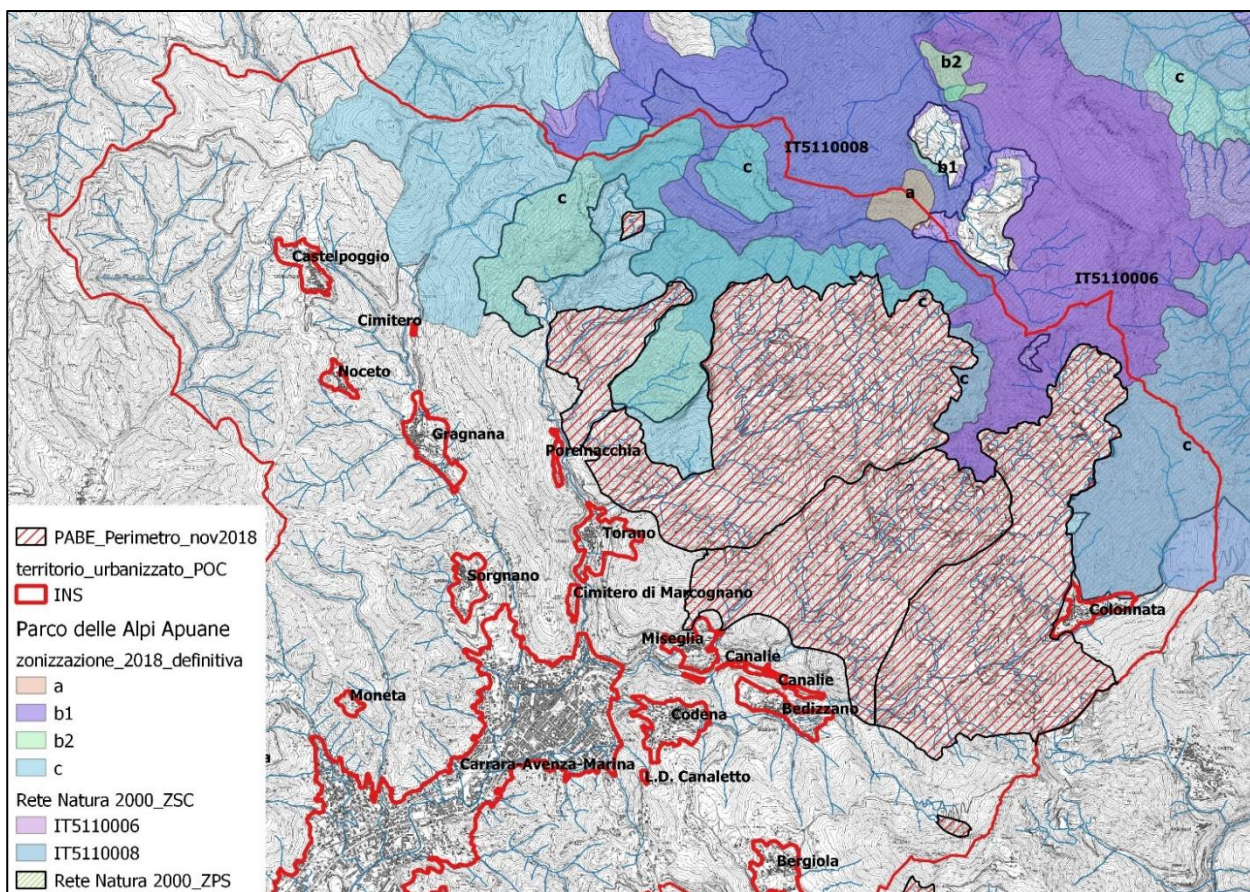 b2
c
IT5110008
c
b1
c
a
Castelpoggio
IT5110006
c
Cimitero
Noceto
c
Gragnana
Poreinacchia
c
PABE_Perimetro_nov2018
Torano
territorio_urbanizzato_POC
Sorgnano
INS
Cimitero di Marcognano
Colonnata
Parco delle Alpi Apuane
Miseglia
zonizzazione_2018_definitiva
Canalie
Canalie
a
Moneta
Bedizzano
b1
Codena
b2
Carrara-Avenza-Marina
a
c
L.D. Canaletto
Rete Natura 2000_ZSC
IT5110006
IT5110008
Bergiola
Rete Natura 2000_ZPS